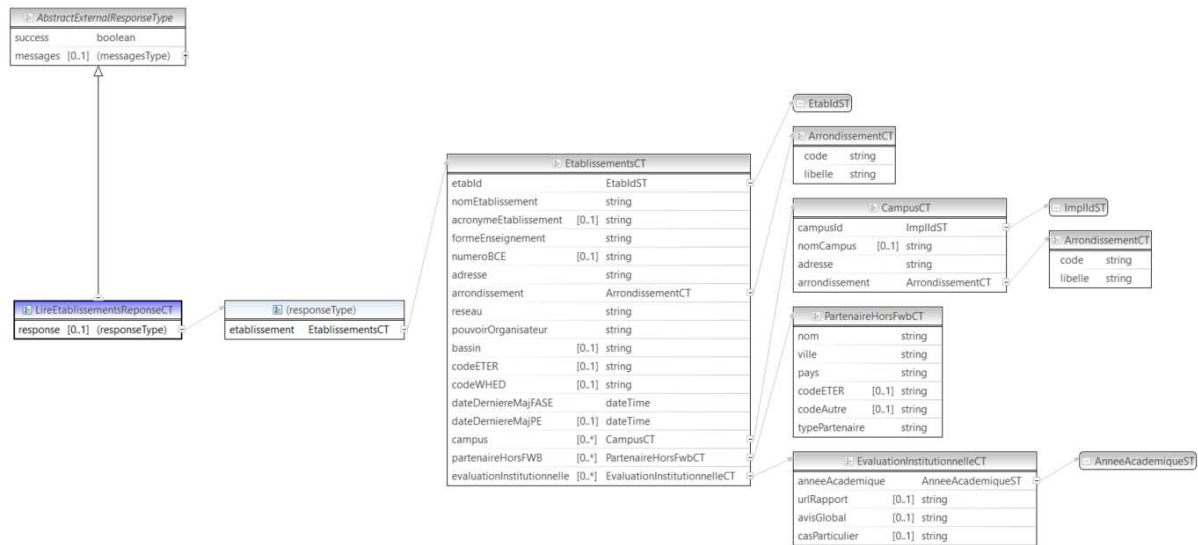 AbstractExternalResponseType
success boolean
messages [0..1] (messagesType)
LireEtablissementsReponseCT
response [0..1] (responseType)
(responseType)
etablissement EtablissementsCT
EtablissementsCT
etabId EtabIdST
nomEtablissement string
acronymeEtablissement [0..1] string
formeEnseignement string
numeroBCE [0..1] string
adresse string
arrondissement ArrondissementCT
reseau string
pouvoirOrganisateur string
bassin [0..1] string
codeETER [0..1] string
codeWHED [0..1] string
dateDerniereMajFASE dateTime
dateDerniereMajPE [0..1] dateTime
campus [0..*] CampusCT
partenaireHorsFWB [0..*] PartenaireHorsFwbCT
evaluationInstitutionnelle [0..*] EvaluationInstitutionnelleCT
EtabIdST
ArrondissementCT
code string
libelle string
CampusCT
campusId ImplIdST
nomCampus [0..1] string
adresse string
arrondissement ArrondissementCT
ImplIdST
ArrondissementCT
code string
libelle string
PartenaireHorsFwbCT
nom string
ville string
pays string
codeETER [0..1] string
codeAutre [0..1] string
typePartenaire string
EvaluationInstitutionnelleCT
anneeAcademique AnneeAcademiqueST
urlRapport [0..1] string
avisGlobal [0..1] string
casParticulier [0..1] string
AnneeAcademiqueST